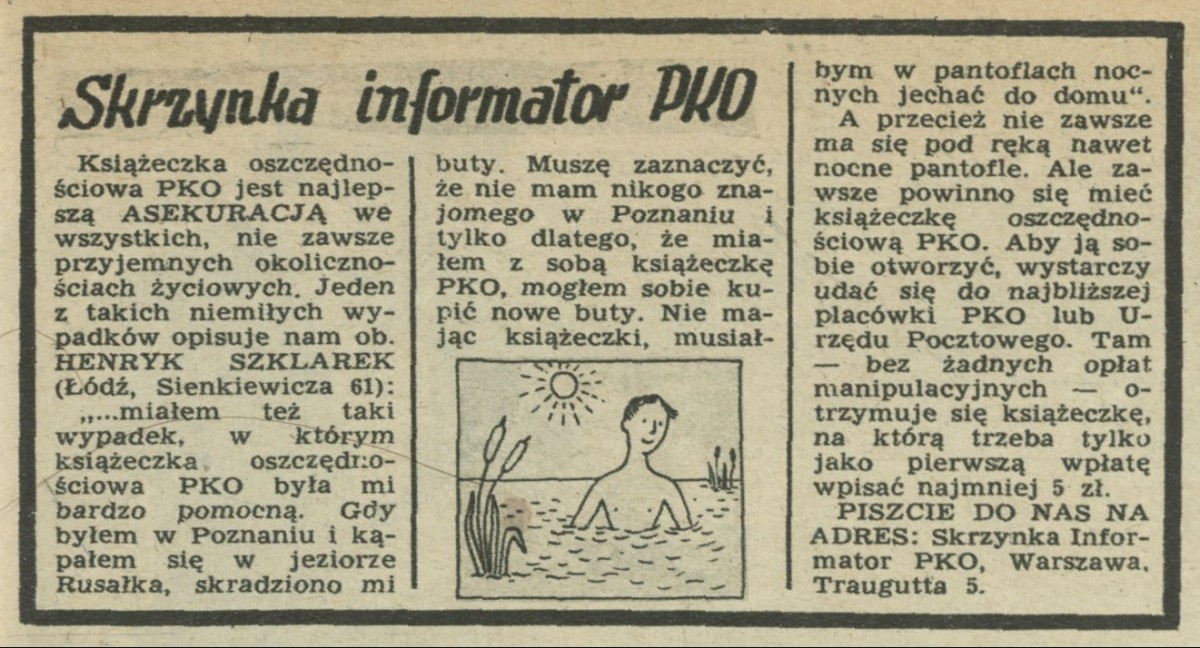 Skrzynka informator PKO
Książeczka oszczędno-
ściowa PKO jest najlep-
szą ASEKURACJĄ we
wszystkich, nie zawsze
przyjemnych okoliczno-
ściach życiowych. Jeden
z takich niemiłych wy-
padków opisuje nam ob.
HENRYK SZKLAREK
(Łódź, Sienkiewicza 61):
„...miałem też taki
wypadek, w którym
książeczka oszczędno-
ściowa PKO była mi
bardzo pomocną. Gdy
byłem w Poznaniu i ką-
pałem się w jeziorze
Rusałka, skradziono mi
buty. Muszę zaznaczyć,
że nie mam nikogo zna-
jomego w Poznaniu i
tylko dlatego, że mia-
łem z sobą książeczkę
PKO, mogłem sobie ku-
pić nowe buty. Nie ma-
jąc książeczki, musiał-
bym w pantoflach noc-
nych jechać do domu“.
A przecież nie zawsze
ma się pod ręką nawet
nocne pantofle. Ale za-
wsze powinno się mieć
książeczkę oszczędno-
ściową PKO. Aby ją so-
bie otworzyć, wystarczy
udać się do najbliższej
placówki PKO lub U-
rzędu Pocztowego. Tam
— bez żadnych opłat
manipulacyjnych — o-
trzymuje się książeczkę,
na którą trzeba tylko
jako pierwszą wpłatę
wpisać najmniej 5 zł.
PISZCIE DO NAS NA
ADRES: Skrzynka Infor-
mator PKO, Warszawa,
Traugutta 5.